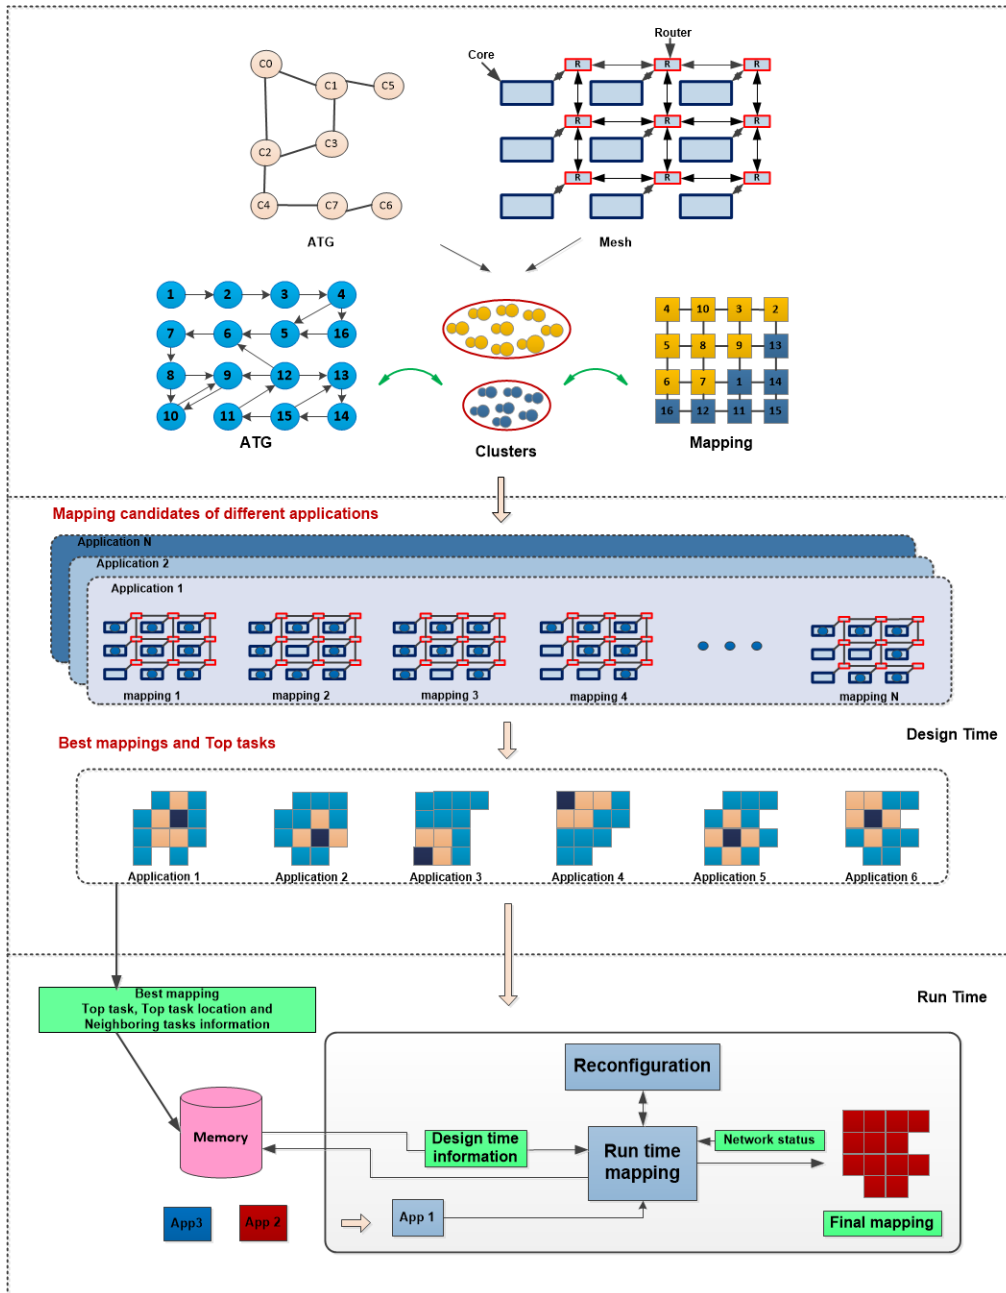 Router
Core
C0
C1
C5
C2
C3
C4
C7
C6
R
R
R
R
R
R
R
R
R
ATG
Mesh
1
2
3
4
7
6
5
16
8
9
12
13
10
11
15
14
ATG
Clusters
4
10
3
2
5
8
9
13
6
7
1
14
16
12
11
15
Mapping
Mapping candidates of different applications
Application N
Application 2
Application 1
mapping 1
mapping 2
mapping 3
mapping 4
mapping N
Design Time
Best mappings and Top tasks
Application 1
Application 2
Application 3
Application 4
Application 5
Application 6
Run Time
Best mapping
Top task, Top task location and
Neighboring tasks information
Reconfiguration
Memory
Design time
information
Run time
mapping
Network status
App3
App 2
App 1
Final mapping